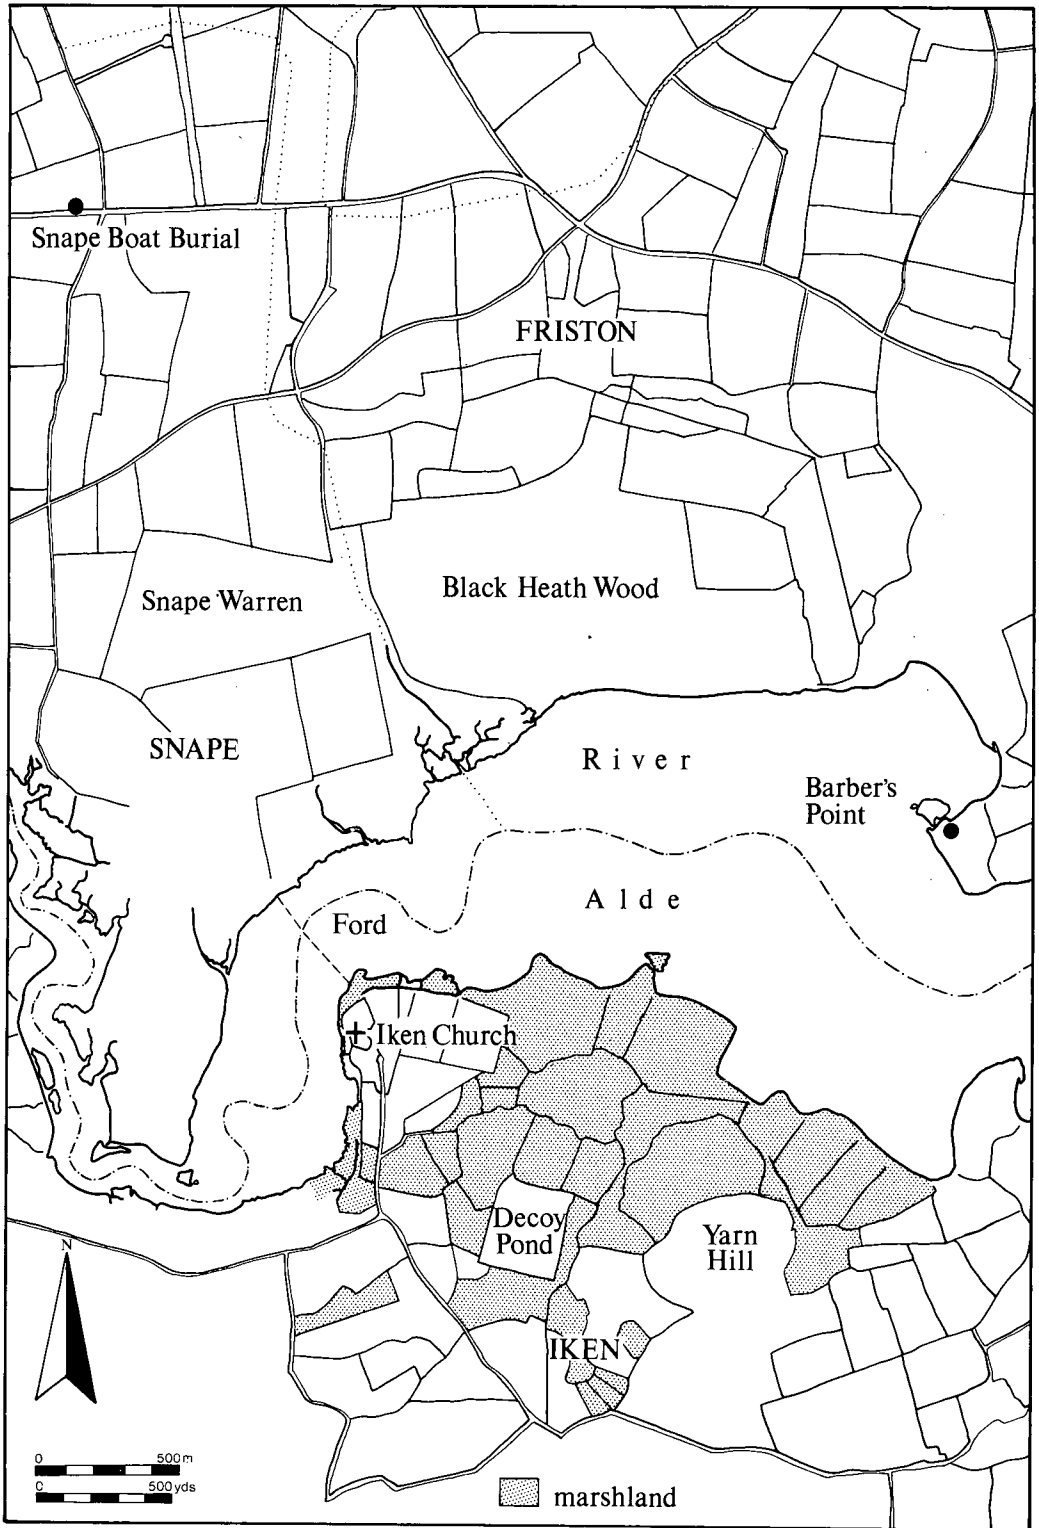 Snape Boat Burial
FRISTON
Snape Warren
Black Heath Wood
SNAPE
River
Barber's
Point
Alde
Ford
Iken Church
Decoy
Pond
Yarn
Hill
N
IKEN
0 500m
0 500yds
marshland